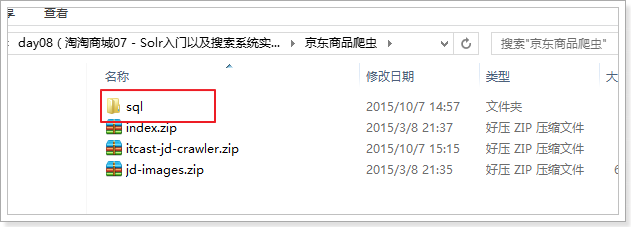 查看
day08（淘淘商城07 - Solr入门以及搜索系统实... 京东商品爬虫 搜索"京东商品爬虫"
名称 修改日期 类型
sql 2015/10/7 14:57 文件夹
index.zip 2015/3/8 21:37 好压 ZIP 压缩文件
itcast-jd-crawler.zip 2015/10/7 15:15 好压 ZIP 压缩文件
jd-images.zip 2015/3/8 21:35 好压 ZIP 压缩文件